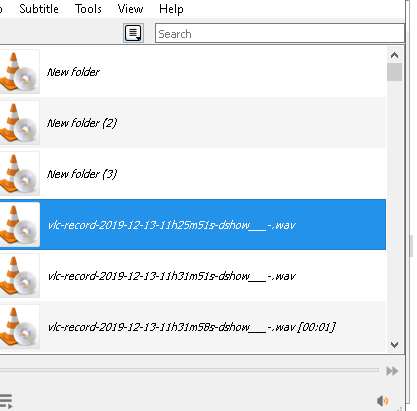 Subtitle Tools View Help
Search
New folder
New folder (2)
New folder (3)
vlc-record-2019-12-13-11h25m51s-dshow___-.wav
vlc-record-2019-12-13-11h31m51s-dshow___-.wav
vlc-record-2019-12-13-11h31m58s-dshow___-.wav [00:01]